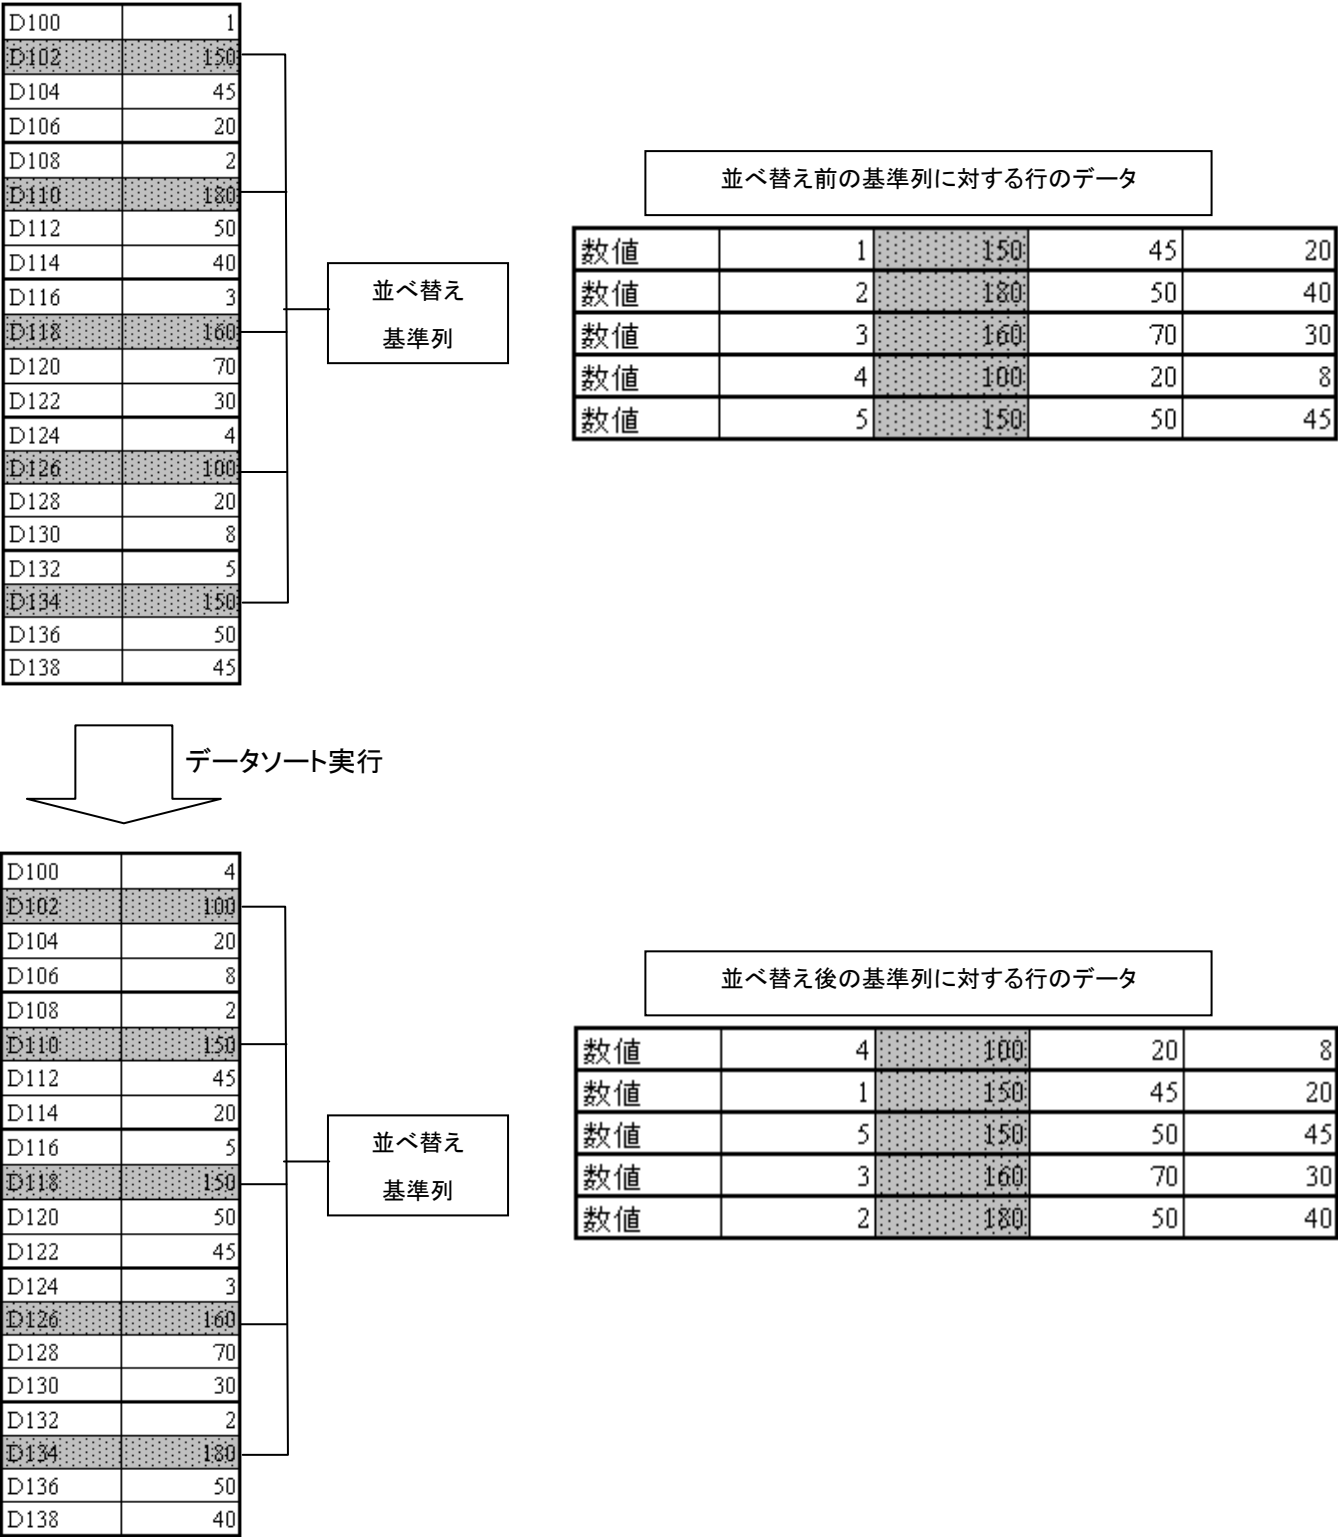 D100 1
D102 150
D104 45
D106 20
D108 2
D110 180
D112 50
D114 40
D116 3
D118 160
D120 70
D122 30
D124 4
D126 100
D128 20
D130 8
D132 5
D134 150
D136 50
D138 45
並べ替え
基準列
並べ替え前の基準列に対する行のデータ
数値 1 150 45 20
数値 2 180 50 40
数値 3 160 70 30
数値 4 100 20 8
数値 5 150 50 45
データソート実行
D100 4
D102 100
D104 20
D106 8
D108 2
D110 150
D112 45
D114 20
D116 5
D118 150
D120 50
D122 45
D124 3
D126 160
D128 70
D130 30
D132 2
D134 180
D136 50
D138 40
並べ替え
基準列
並べ替え後の基準列に対する行のデータ
数値 4 100 20 8
数値 1 150 45 20
数値 5 150 50 45
数値 3 160 70 30
数値 2 180 50 40